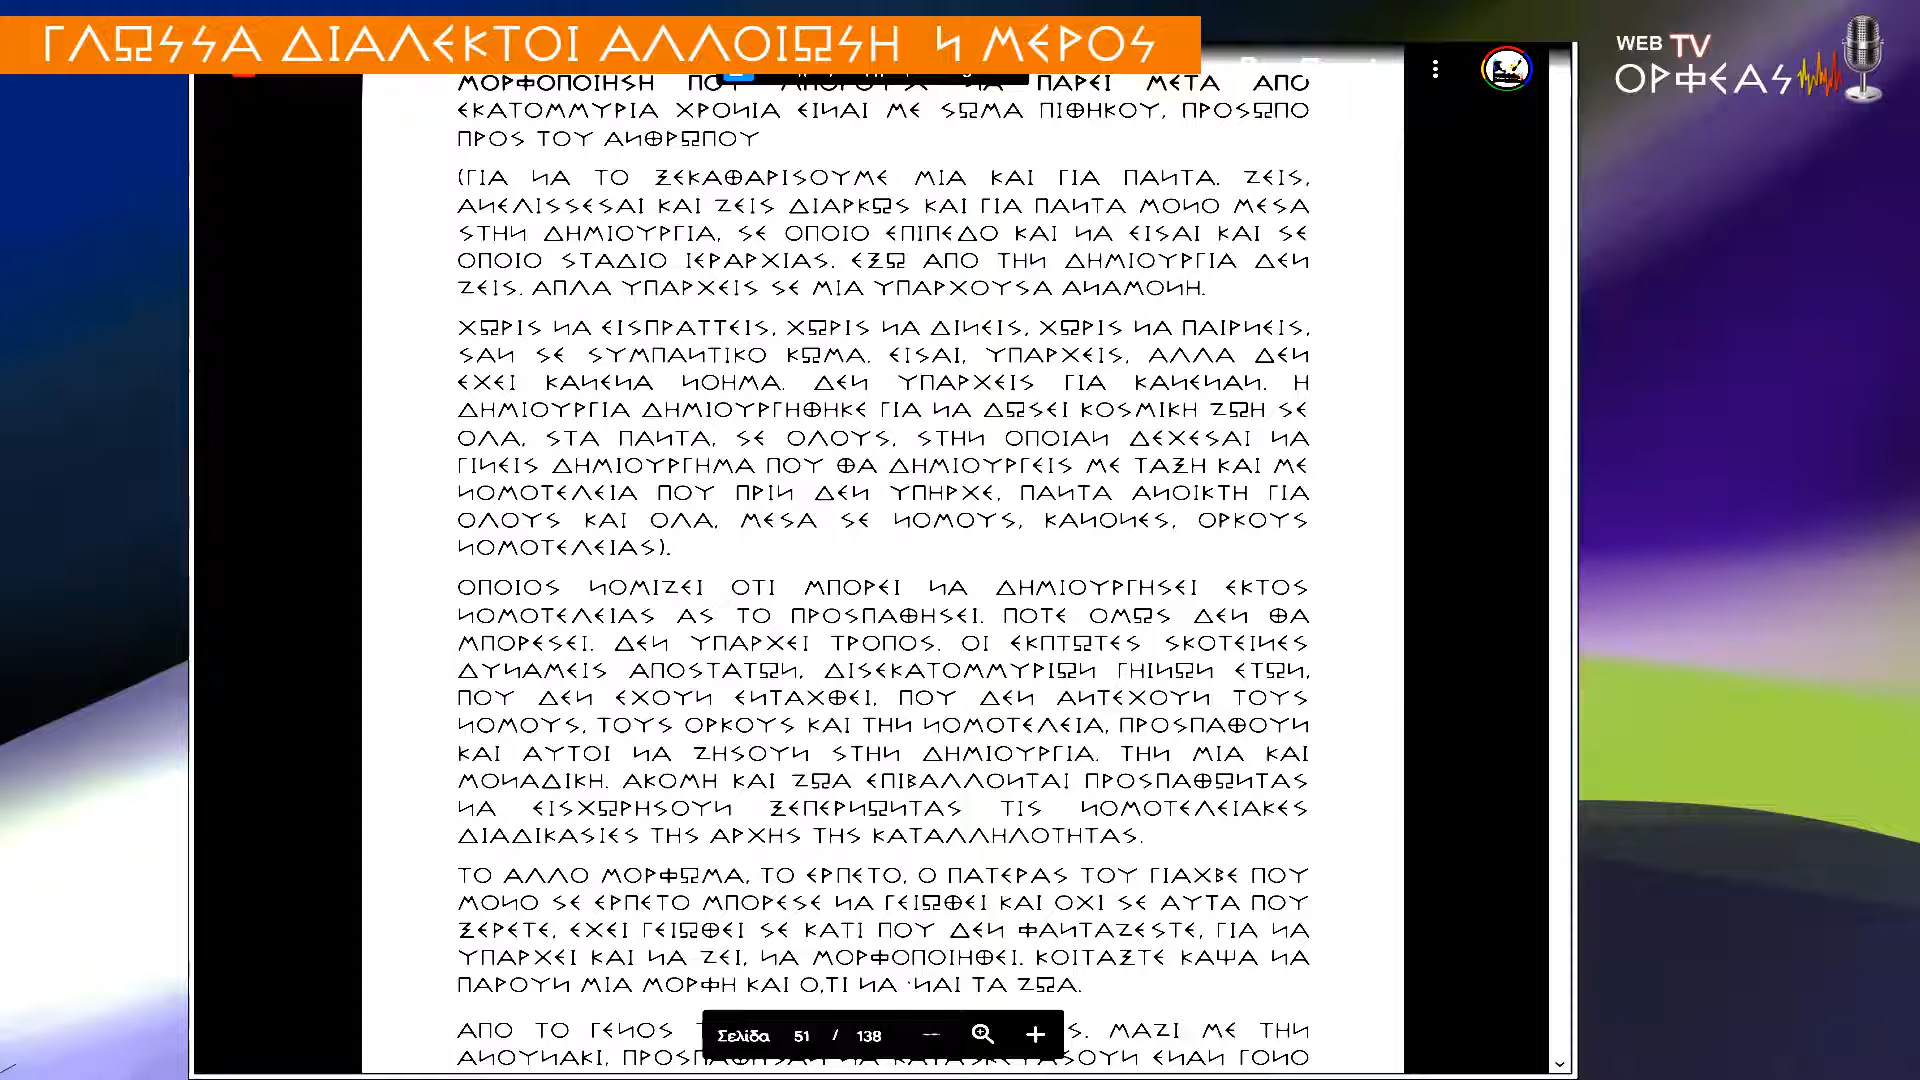 ΓΛΩΣΣΑ ΔΙΑΛΕΚΤΟΙ ΑΛΛΟΙΩΣΗ Ν ΜΕΡΟΣ
WEB TV
ΟΡΦΕΑΣ
ΜΟΡΦΟΠΟΙΗΣΗ ΠΑΡΕΙ ΜΕΤΑ ΑΠΟ
ΕΚΑΤΟΜΜΥΡΙΑ ΧΡΟΝΙΑ ΕΙΝΑΙ ΜΕ ΣΩΜΑ ΠΙΘΗΚΟΥ, ΠΡΟΣΩΠΟ
ΠΡΟΣ ΤΟΥ ΑΝΘΡΩΠΟΥ
(ΓΙΑ ΝΑ ΤΟ ΞΕΚΑΘΑΡΙΣΟΥΜΕ ΜΙΑ ΚΑΙ ΓΙΑ ΠΑΝΤΑ. ΖΕΙΣ,
ΑΝΕΛΙΣΣΕΣΑΙ ΚΑΙ ΖΕΙΣ ΔΙΑΡΚΩΣ ΚΑΙ ΓΙΑ ΠΑΝΤΑ ΜΟΝΟ ΜΕΣΑ
ΣΤΗΝ ΔΗΜΙΟΥΡΓΙΑ, ΣΕ ΟΠΟΙΟ ΕΠΙΠΕΔΟ ΚΑΙ ΝΑ ΕΙΣΑΙ ΚΑΙ ΣΕ
ΟΠΟΙΟ ΣΤΑΔΙΟ ΙΕΡΑΡΧΙΑΣ. ΕΞΩ ΑΠΟ ΤΗΝ ΔΗΜΙΟΥΡΓΙΑ ΔΕΝ
ΖΕΙΣ. ΑΠΛΑ ΥΠΑΡΧΕΙΣ ΣΕ ΜΙΑ ΥΠΑΡΧΟΥΣΑ ΑΝΑΜΟΝΗ.
ΧΩΡΙΣ ΝΑ ΕΙΣΠΡΑΤΤΕΙΣ, ΧΩΡΙΣ ΝΑ ΔΙΝΕΙΣ, ΧΩΡΙΣ ΝΑ ΠΑΙΡΝΕΙΣ,
ΣΑΝ ΣΕ ΣΥΜΠΑΝΤΙΚΟ ΚΩΜΑ. ΕΙΣΑΙ, ΥΠΑΡΧΕΙΣ, ΑΛΛΑ ΔΕΝ
ΕΧΕΙ ΚΑΝΕΝΑ ΝΟΗΜΑ. ΔΕΝ ΥΠΑΡΧΕΙΣ ΓΙΑ ΚΑΝΕΝΑΝ. Η
ΔΗΜΙΟΥΡΓΙΑ ΔΗΜΙΟΥΡΓΗΘΗΚΕ ΓΙΑ ΝΑ ΔΩΣΕΙ ΚΟΣΜΙΚΗ ΖΩΗ ΣΕ
ΟΛΑ, ΣΤΑ ΠΑΝΤΑ, ΣΕ ΟΛΟΥΣ, ΣΤΗΝ ΟΠΟΙΑΝ ΔΕΧΕΣΑΙ ΝΑ
ΓΙΝΕΙΣ ΔΗΜΙΟΥΡΓΗΜΑ ΠΟΥ ΘΑ ΔΗΜΙΟΥΡΓΕΙΣ ΜΕ ΤΑΞΗ ΚΑΙ ΜΕ
ΝΟΜΟΤΕΛΕΙΑ ΠΟΥ ΠΡΙΝ ΔΕΝ ΥΠΗΡΧΕ, ΠΑΝΤΑ ΑΝΟΙΚΤΗ ΓΙΑ
ΟΛΟΥΣ ΚΑΙ ΟΛΑ, ΜΕΣΑ ΣΕ ΝΟΜΟΥΣ, ΚΑΝΟΝΕΣ, ΟΡΚΟΥΣ
ΝΟΜΟΤΕΛΕΙΑΣ).
ΟΠΟΙΟΣ ΝΟΜΙΖΕΙ ΟΤΙ ΜΠΟΡΕΙ ΝΑ ΔΗΜΙΟΥΡΓΗΣΕΙ ΕΚΤΟΣ
ΝΟΜΟΤΕΛΕΙΑΣ ΑΣ ΤΟ ΠΡΟΣΠΑΘΗΣΕΙ. ΠΟΤΕ ΟΜΩΣ ΔΕΝ ΘΑ
ΜΠΟΡΕΣΕΙ. ΔΕΝ ΥΠΑΡΧΕΙ ΤΡΟΠΟΣ. ΟΙ ΕΚΠΤΩΤΕΣ ΣΚΟΤΕΙΝΕΣ
ΔΥΝΑΜΕΙΣ ΑΠΟΣΤΑΤΩΝ, ΔΙΣΕΚΑΤΟΜΜΥΡΙΩΝ ΓΗΙΝΩΝ ΕΤΩΝ,
ΠΟΥ ΔΕΝ ΕΧΟΥΝ ΕΝΤΑΧΘΕΙ, ΠΟΥ ΔΕΝ ΑΝΤΕΧΟΥΝ ΤΟΥΣ
ΝΟΜΟΥΣ, ΤΟΥΣ ΟΡΚΟΥΣ ΚΑΙ ΤΗΝ ΝΟΜΟΤΕΛΕΙΑ, ΠΡΟΣΠΑΘΟΥΝ
ΚΑΙ ΑΥΤΟΙ ΝΑ ΖΗΣΟΥΝ ΣΤΗΝ ΔΗΜΙΟΥΡΓΙΑ. ΤΗΝ ΜΙΑ ΚΑΙ
ΜΟΝΑΔΙΚΗ. ΑΚΟΜΗ ΚΑΙ ΖΩΑ ΕΠΙΒΑΛΛΟΝΤΑΙ ΠΡΟΣΠΑΘΩΝΤΑΣ
ΝΑ ΕΙΣΧΩΡΗΣΟΥΝ ΞΕΠΕΡΝΩΝΤΑΣ ΤΙΣ ΝΟΜΟΤΕΛΕΙΑΚΕΣ
ΔΙΑΔΙΚΑΣΙΕΣ ΤΗΣ ΑΡΧΗΣ ΤΗΣ ΚΑΤΑΛΛΗΛΟΤΗΤΑΣ.
ΤΟ ΑΛΛΟ ΜΟΡΦΩΜΑ, ΤΟ ΕΡΠΕΤΟ, Ο ΠΑΤΕΡΑΣ ΤΟΥ ΓΙΑΧΒΕ ΠΟΥ
ΜΟΝΟ ΣΕ ΕΡΠΕΤΟ ΜΠΟΡΕΣΕ ΝΑ ΓΕΙΩΘΕΙ ΚΑΙ ΟΧΙ ΣΕ ΑΥΤΑ ΠΟΥ
ΞΕΡΕΤΕ, ΕΧΕΙ ΓΕΙΩΘΕΙ ΣΕ ΚΑΤΙ ΠΟΥ ΔΕΝ ΦΑΝΤΑΖΕΣΤΕ, ΓΙΑ ΝΑ
ΥΠΑΡΧΕΙ ΚΑΙ ΝΑ ΖΕΙ, ΝΑ ΜΟΡΦΟΠΟΙΗΘΕΙ. ΚΟΙΤΑΞΤΕ ΚΑΨΑ ΝΑ
ΠΑΡΟΥΝ ΜΙΑ ΜΟΡΦΗ ΚΑΙ Ο,ΤΙ ΝΑ 'ΝΑΙ ΤΑ ΖΩΑ.
ΑΠΟ ΤΟ ΓΕΝΟΣ ΜΑΖΙ ΜΕ ΤΗΝ
Σελίδα 51 / 138
ΑΝΟΥΝΑΚΙ, ΠΡΟΣΠΑΘΗΣΑΝ ΝΑ ΚΑΤΑΣΚΕΥΑΣΟΥΝ ΕΝΑΝ ΓΟΝΟ